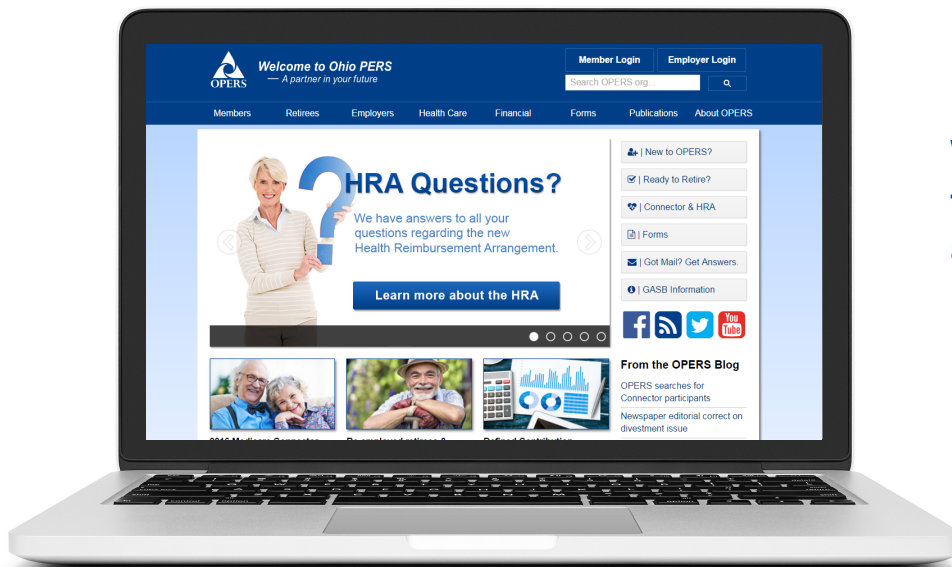 OPERS
Welcome to Ohio PERS
— A partner in your future
Member Login
Employer Login
Search OPERS.org...
Members
Retirees
Employers
Health Care
Financial
Forms
Publications
About OPERS
HRA Questions?
We have answers to all your
questions regarding the new
Health Reimbursement Arrangement.
Learn more about the HRA
| New to OPERS?
| Ready to Retire?
| Connector & HRA
| Forms
| Got Mail? Get Answers.
| GASB Information
You
Tube
From the OPERS Blog
OPERS searches for
Connector participants
Newspaper editorial correct on
divestment issue